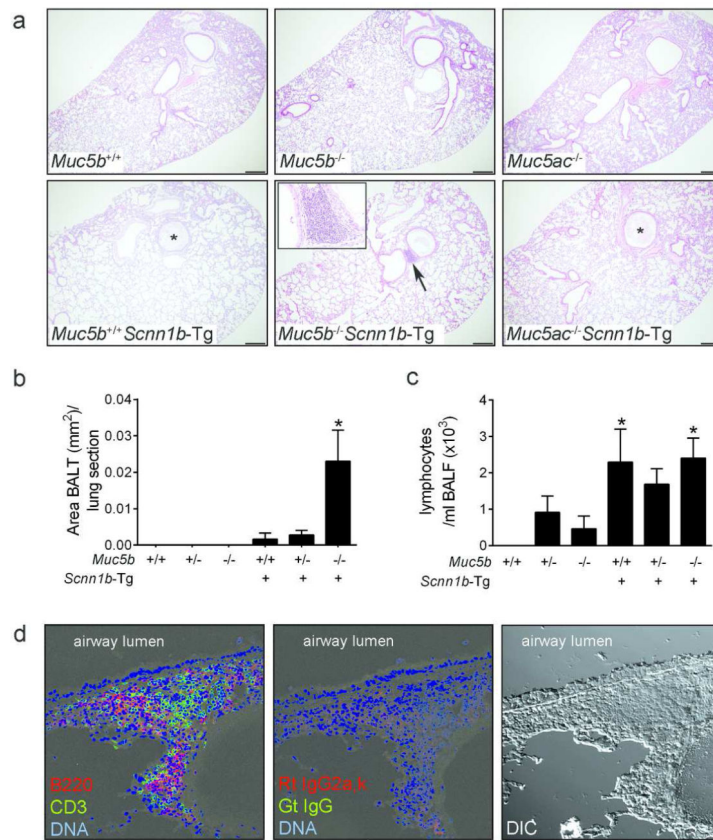 a
Muc5b+/+
Muc5b-/-
Muc5ac-/-
*
*
Muc5b+/+ Scnn1b-Tg
Muc5b-/- Scnn1b-Tg
Muc5ac-/- Scnn1b-Tg
b
Area BALT (mm²)/
lung section
0.04
0.03
0.02
0.01
0.00
*
Muc5b +/+ +/- -/- +/+ +/- -/-
Scnn1b-Tg + + +
c
lymphocytes
/ml BALF (x10³)
4
3
2
1
0
* *
Muc5b +/+ +/- -/- +/+ +/- -/-
Scnn1b-Tg + + +
d
airway lumen
B220
CD3
DNA
airway lumen
Rt IgG2a,k
Gt IgG
DNA
airway lumen
DIC